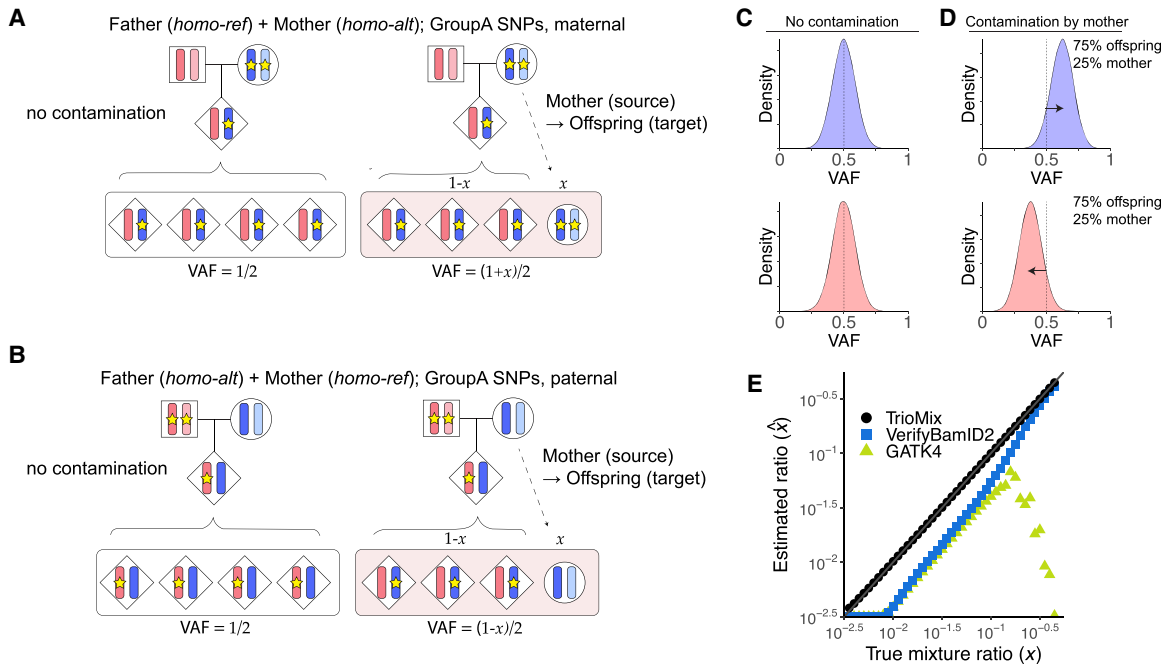 A
Father (homo-ref) + Mother (homo-alt); GroupA SNPs, maternal
no contamination
Mother (source)
→ Offspring (target)
1-x
x
VAF = 1/2
VAF = (1+x)/2
B
Father (homo-alt) + Mother (homo-ref); GroupA SNPs, paternal
no contamination
Mother (source)
→ Offspring (target)
1-x
x
VAF = 1/2
VAF = (1-x)/2
C
No contamination
Density
0
0.5
1
VAF
Density
0
0.5
1
VAF
D
Contamination by mother
75% offspring
25% mother
Density
0
0.5
1
VAF
75% offspring
25% mother
Density
0
0.5
1
VAF
E
TrioMix
VerifyBamID2
GATK4
Estimated ratio (x̂)
10^-0.5
10^-1
10^-1.5
10^-2
10^-2.5
10^-2.5
10^-2
10^-1.5
10^-1
10^-0.5
True mixture ratio (x)